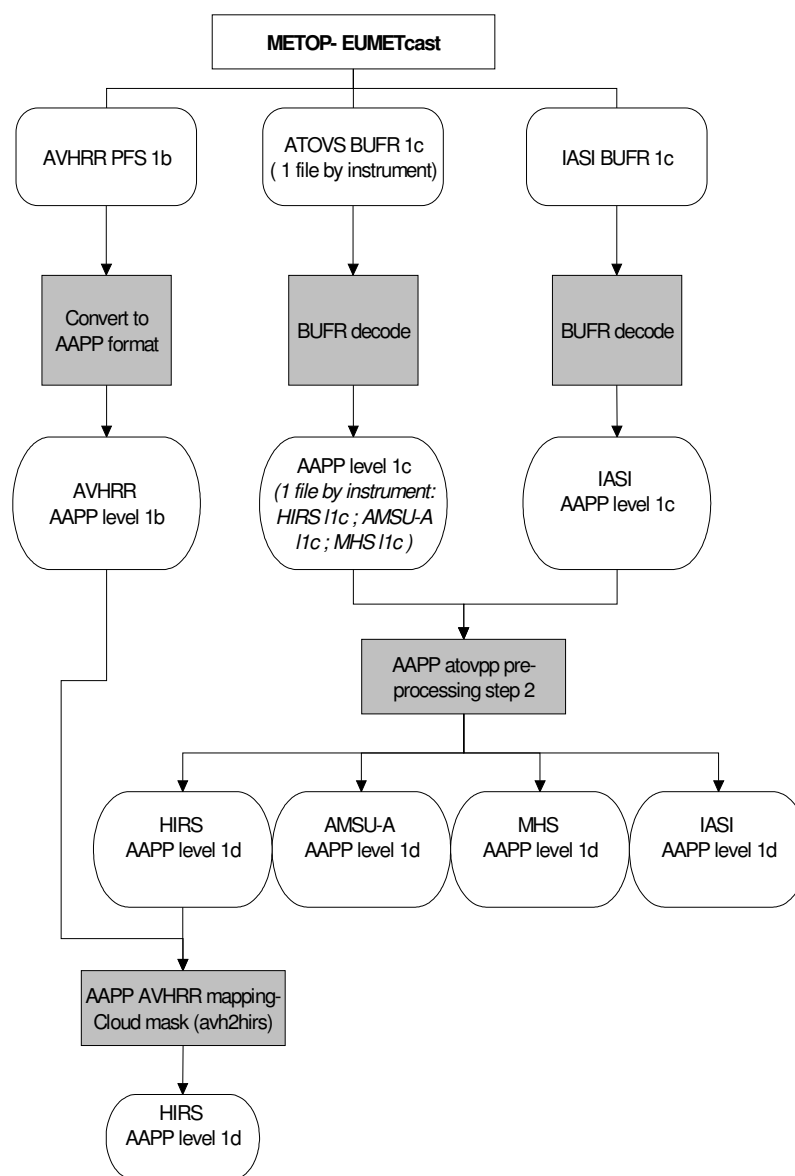 METOP- EUMETcast
AVHRR PFS 1b
ATOVS BUFR 1c
( 1 file by instrument)
IASI BUFR 1c
Convert to
AAPP format
BUFR decode
BUFR decode
AVHRR
AAPP level 1b
AAPP level 1c
(1 file by instrument:
HIRS l1c ; AMSU-A
l1c ; MHS l1c )
IASI
AAPP level 1c
AAPP atovpp pre-
processing step 2
HIRS
AAPP level 1d
AMSU-A
AAPP level 1d
MHS
AAPP level 1d
IASI
AAPP level 1d
AAPP AVHRR mapping-
Cloud mask (avh2hirs)
HIRS
AAPP level 1d